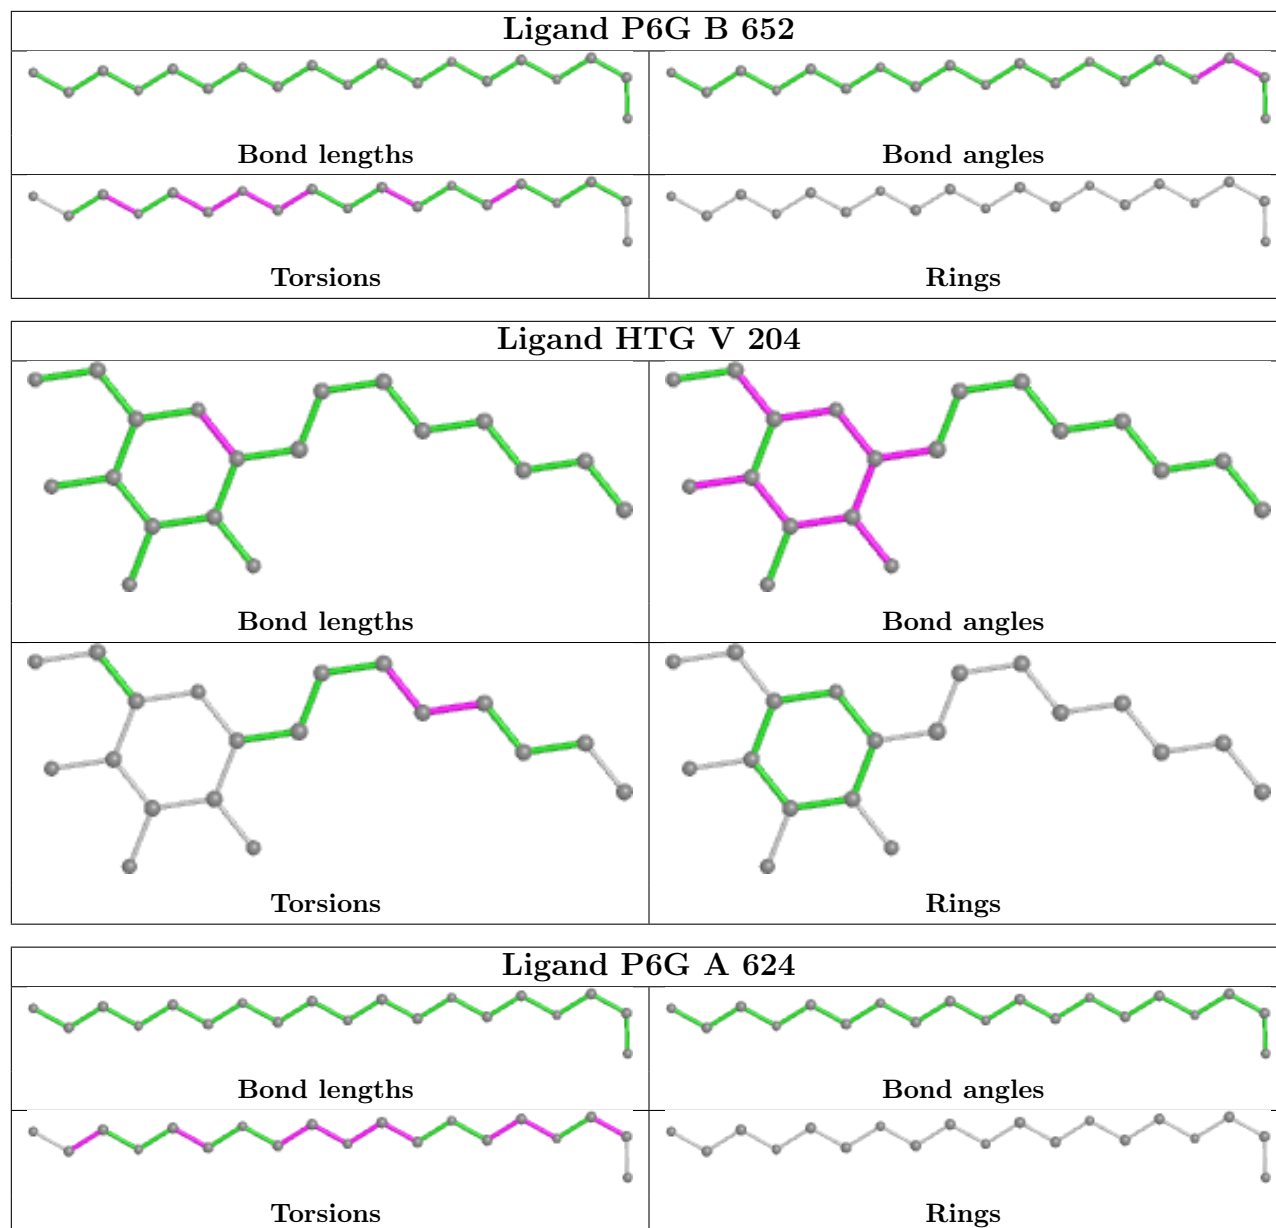 Ligand P6G B 652
Bond lengths
Bond angles
Torsions
Rings
Ligand HTG V 204
Bond lengths
Bond angles
Torsions
Rings
Ligand P6G A 624
Bond lengths
Bond angles
Torsions
Rings